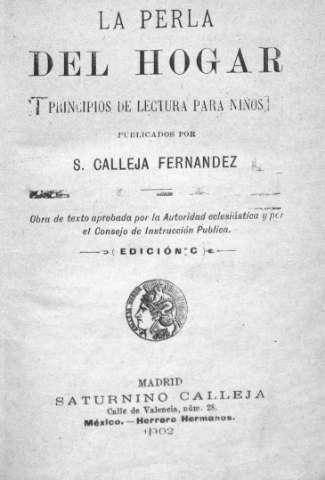 LA PERLA
DEL HOGAR
PRINCIPIOS DE LECTURA PARA NIÑOS
PUBLICADOS POR
S. CALLEJA FERNANDEZ
Obra de texto aprobada por la Autoridad eclesiástica y por
el Consejo de Instrucción Publica.
( EDICIÓN C )
MADRID
SATURNINO CALLEJA
Calle de Valencia, núm. 28.
México.—Herrero Hermanos.
1902